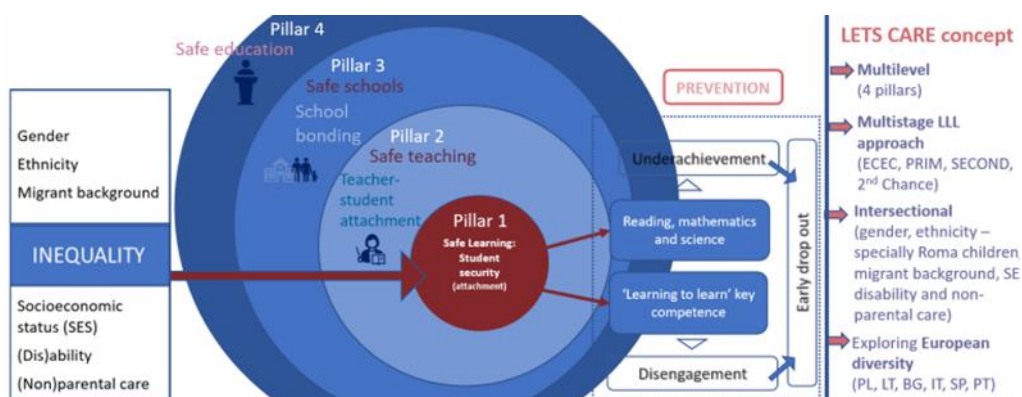 Gender
Ethnicity
Migrant background
INEQUALITY
Socioeconomic
status (SES)
(Dis)ability
(Non)parental care
Pillar 4
Safe education
Pillar 3
Safe schools
School
bonding
Pillar 2
Safe teaching
Teacher-
student
attachment
Pillar 1
Safe Learning:
Student
security
(attachment)
PREVENTION
Underachievement
Reading, mathematics
and science
'Learning to learn' key
competence
Disengagement
Early drop out
LETS CARE concept
Multilevel
(4 pillars)
Multistage LLL
approach
(ECEC, PRIM, SECOND,
2nd Chance)
Intersectional
(gender, ethnicity –
specially Roma children,
migrant background, SE
disability and non-
parental care)
Exploring European
diversity
(PL, LT, BG, IT, SP, PT)